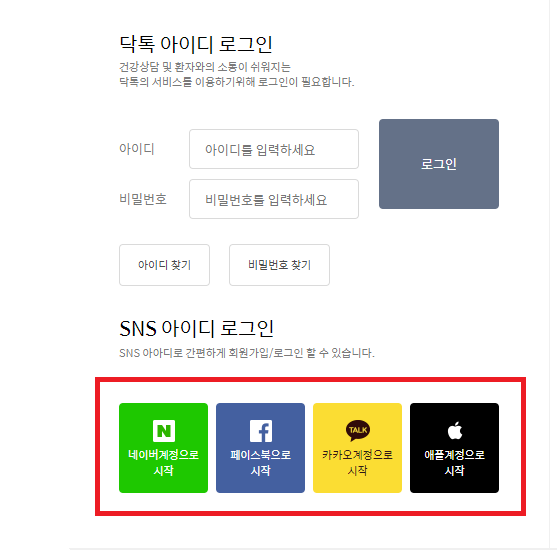 닥톡 아이디 로그인
건강상담 및 환자와의 소통이 쉬워지는
닥톡의 서비스를 이용하기위해 로그인이 필요합니다.
아이디
아이디를 입력하세요
로그인
비밀번호
비밀번호를 입력하세요
아이디 찾기
비밀번호 찾기
SNS 아이디 로그인
SNS 아아디로 간편하게 회원가입/로그인 할 수 있습니다.
N
네이버계정으로
시작
f
페이스북으로
시작
TALK
카카오계정으로
시작
애플계정으로
시작